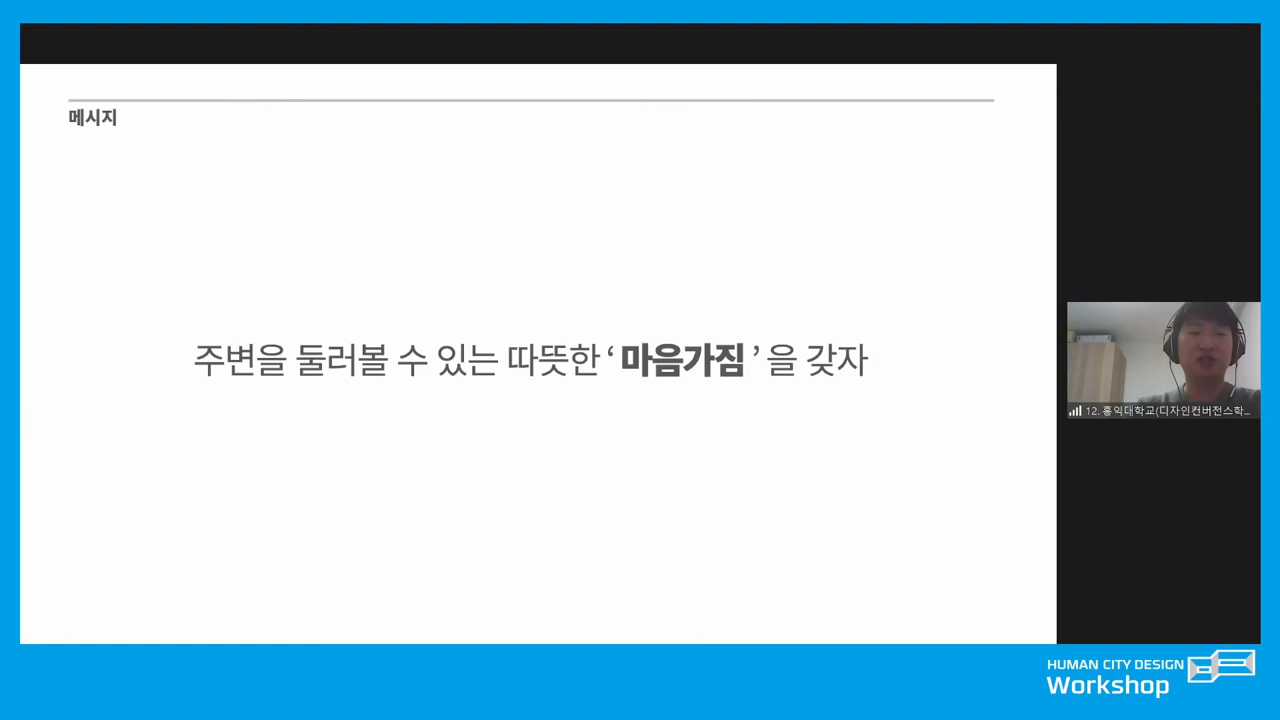 메시지
주변을 둘러볼 수 있는 따뜻한 ‘ 마음가짐 ’ 을 갖자
12. 홍익대학교(디자인컨버전스학...
HUMAN CITY DESIGN
Workshop